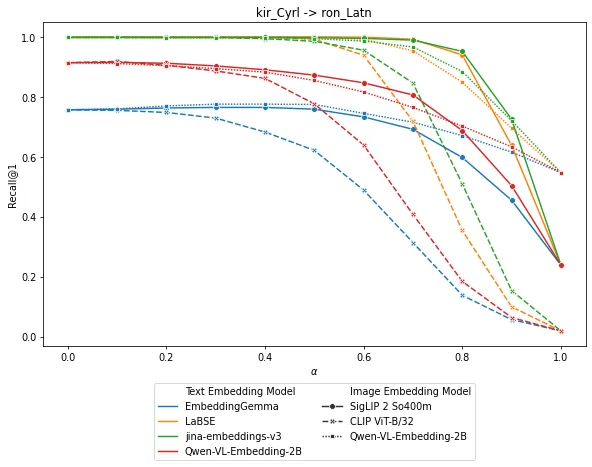 kir_Cyrl -> ron_Latn
Recall@1
1.0
0.8
0.6
0.4
0.2
0.0
0.0 0.2 0.4 0.6 0.8 1.0
α
Text Embedding Model Image Embedding Model
EmbeddingGemma SigLIP 2 So400m
LaBSE CLIP ViT-B/32
jina-embeddings-v3 Qwen-VL-Embedding-2B
Qwen-VL-Embedding-2B